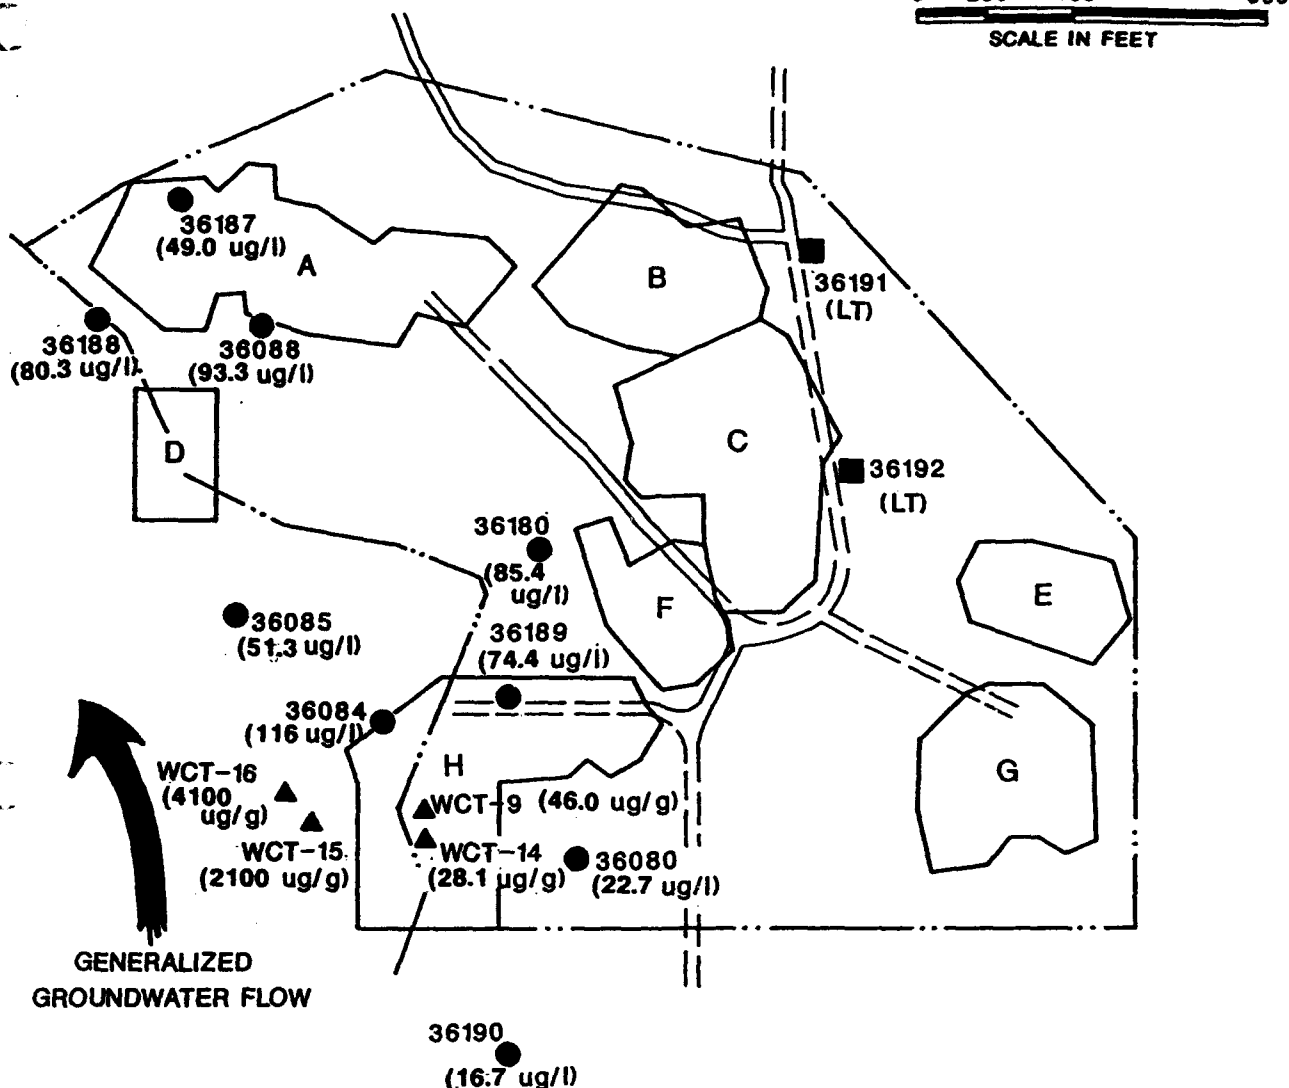 SCALE IN FEET
36187
(49.0 ug/l)
A
B
36191
(LT)
36188
(80.3 ug/l)
36088
(93.3 ug/l)
D
C
36192
(LT)
36180
(85.4
ug/l)
E
F
36085
(51.3 ug/l)
36189
(74.4 ug/l)
36084
(116 ug/l)
H
G
WCT-16
(4100
ug/g)
WCT-9 (46.0 ug/g)
WCT-15
(2100 ug/g)
WCT-14
(28.1 ug/g)
36080
(22.7 ug/l)
GENERALIZED
GROUNDWATER FLOW
36190
(16.7 ug/l)